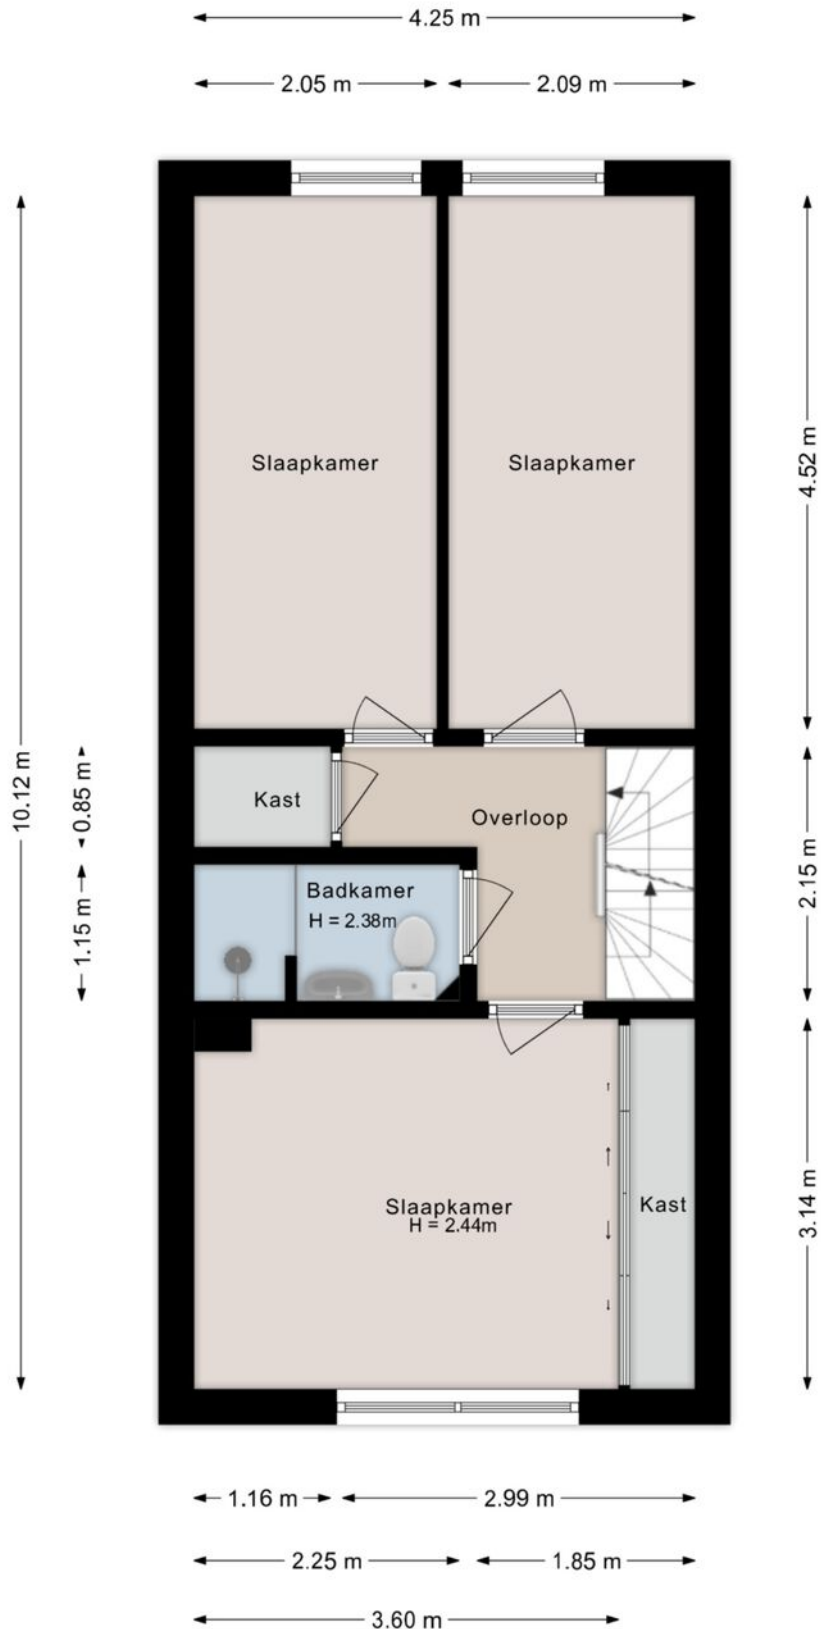 4.25 m
2.05 m
2.09 m
Slaapkamer
Slaapkamer
4.52 m
10.12 m
0.85 m
1.15 m
Kast
Overloop
Badkamer
H = 2.38m
2.15 m
Slaapkamer
H = 2.44m
Kast
3.14 m
1.16 m
2.99 m
2.25 m
1.85 m
3.60 m